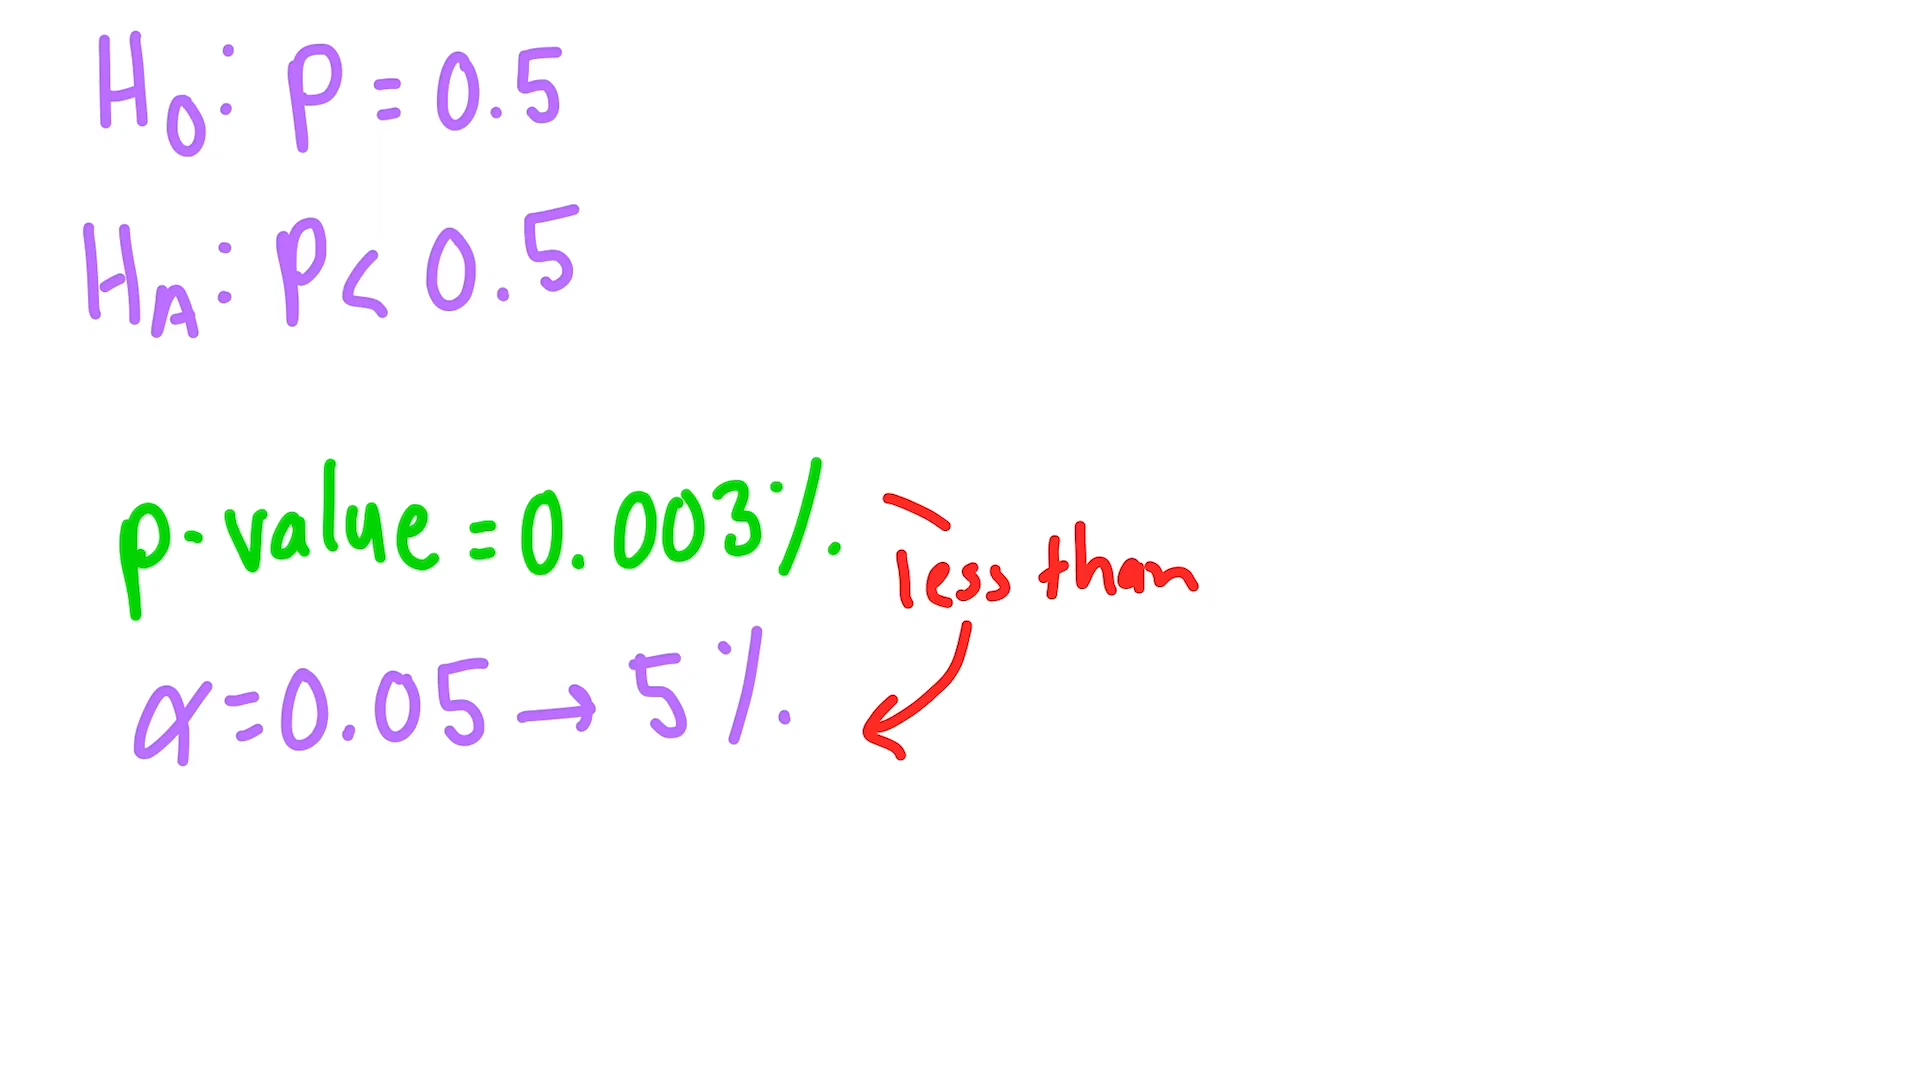 H₀: p = 0.5
Hₐ: p < 0.5
p-value = 0.003%
less than
α = 0.05 → 5%